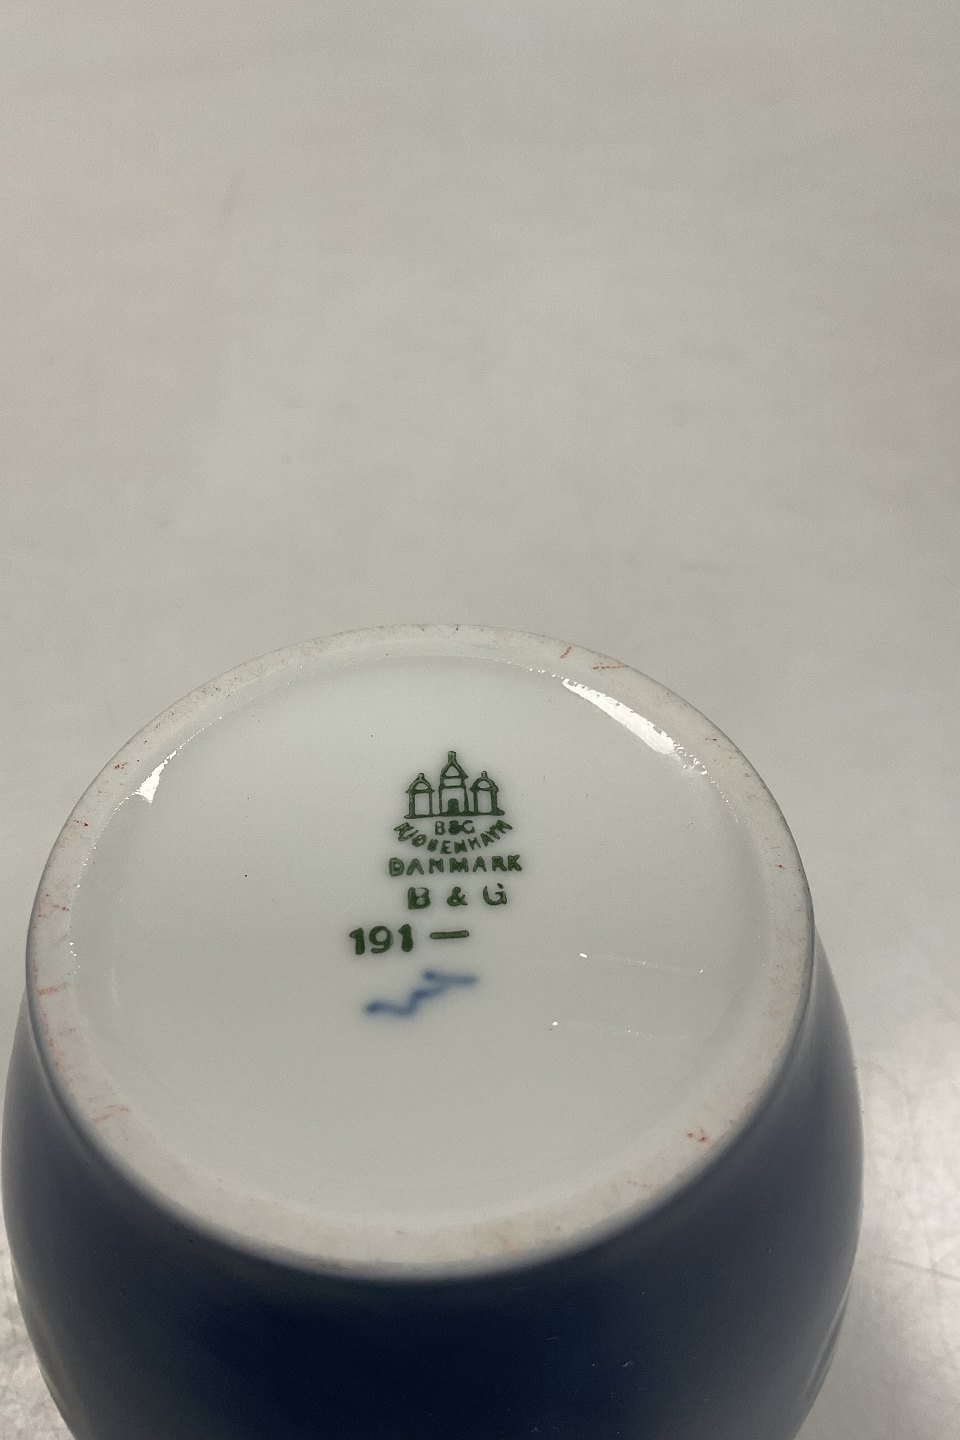 B&G
KJØBENHAVN
DANMARK
B & G
191 —